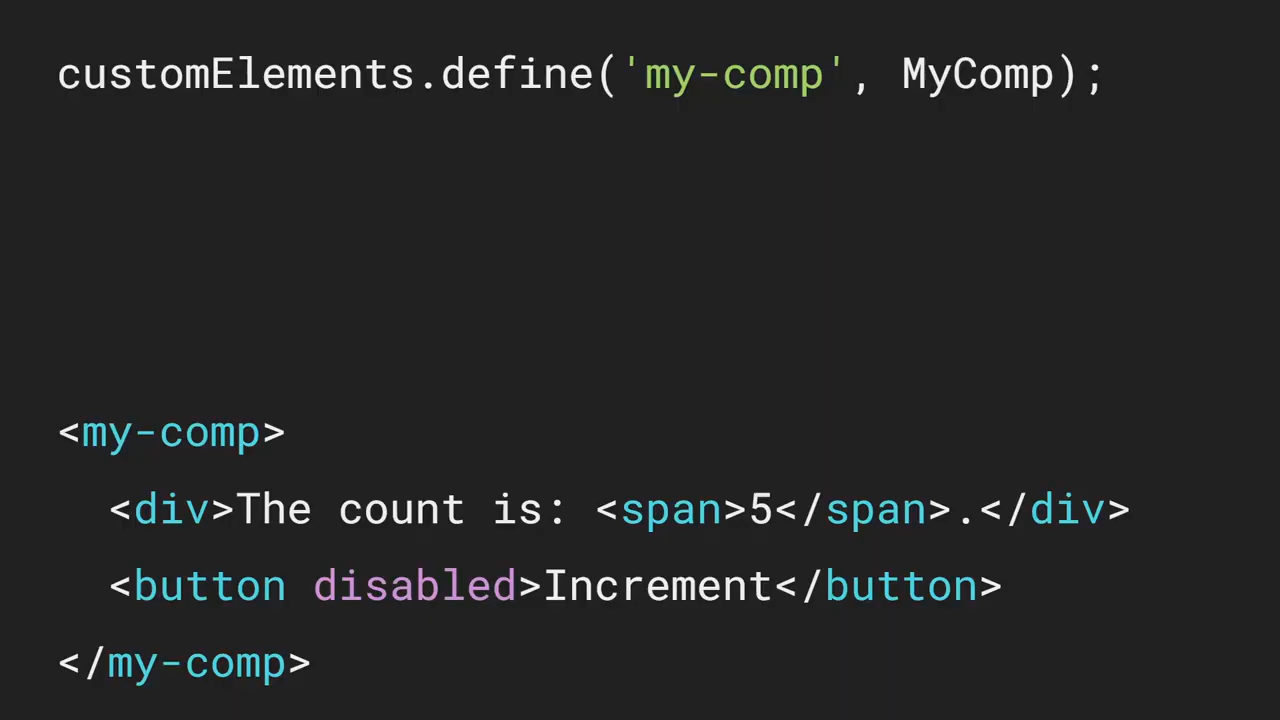 customElements.define('my-comp', MyComp);
<my-comp>
<div>The count is: <span>5</span>.</div>
<button disabled>Increment</button>
</my-comp>